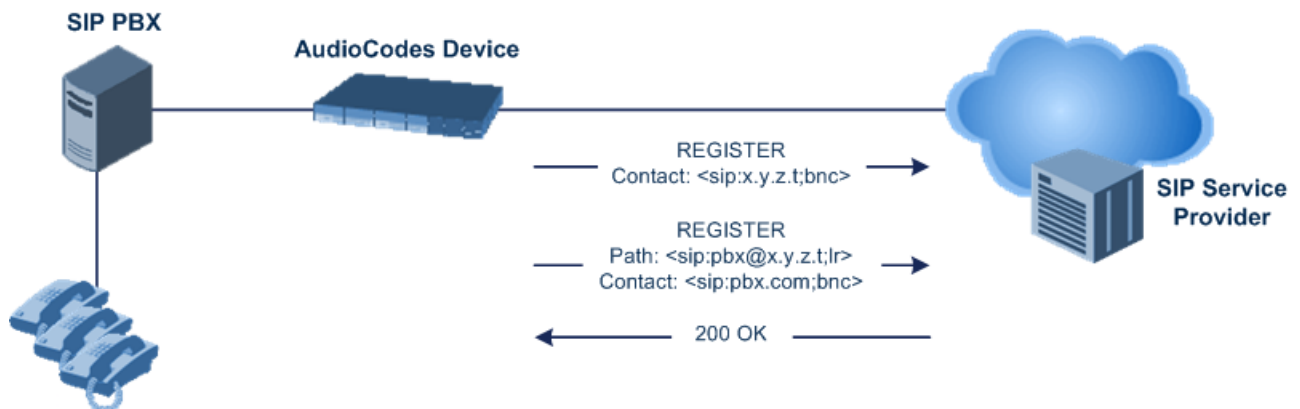 SIP PBX
AudioCodes Device
REGISTER
Contact: <sip:x.y.z.t;bnc>
SIP Service
Provider
REGISTER
Path: <sip:pbx@x.y.z.t;lr>
Contact: <sip:pbx.com;bnc>
200 OK